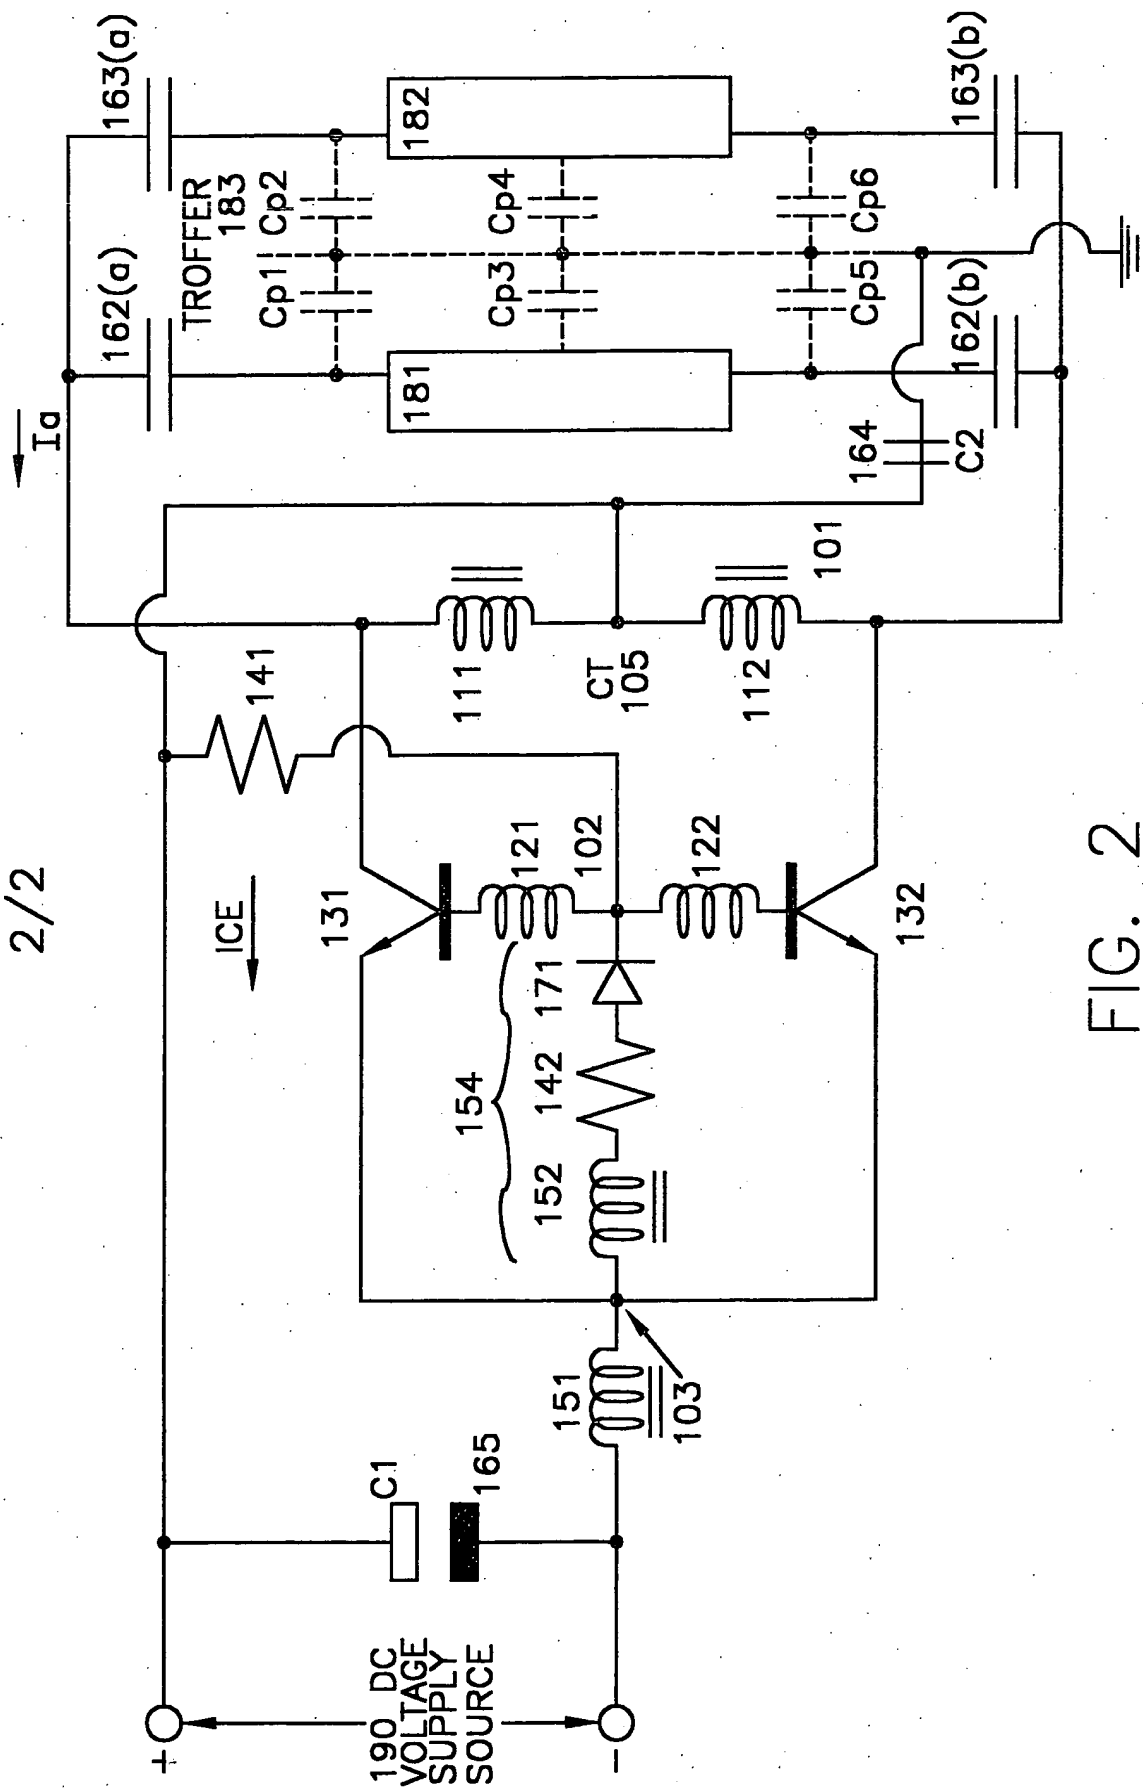 2/2
Ia
163(a)
162(a)
TROFFER
183
182
181
Cp1
Cp2
Cp3
Cp4
Cp5
Cp6
163(b)
162(b)
164
C2
141
ICE
131
111
CT
105
101
112
121
102
122
132
154
171
142
152
151
103
C1
165
+
190 DC
VOLTAGE
SUPPLY
SOURCE
-
FIG. 2